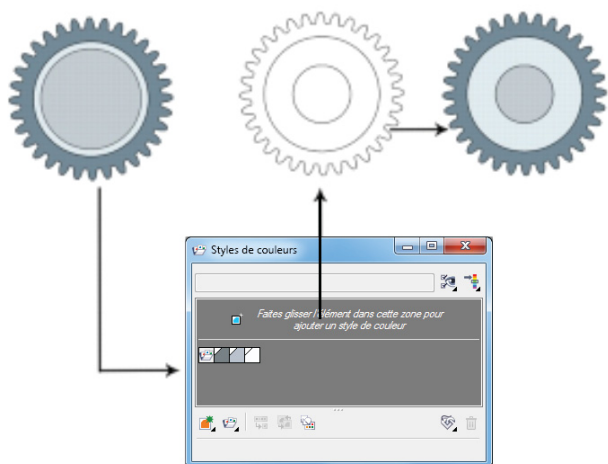 Styles de couleurs
Faites glisser l'élément dans cette zone pour
ajouter un style de couleur